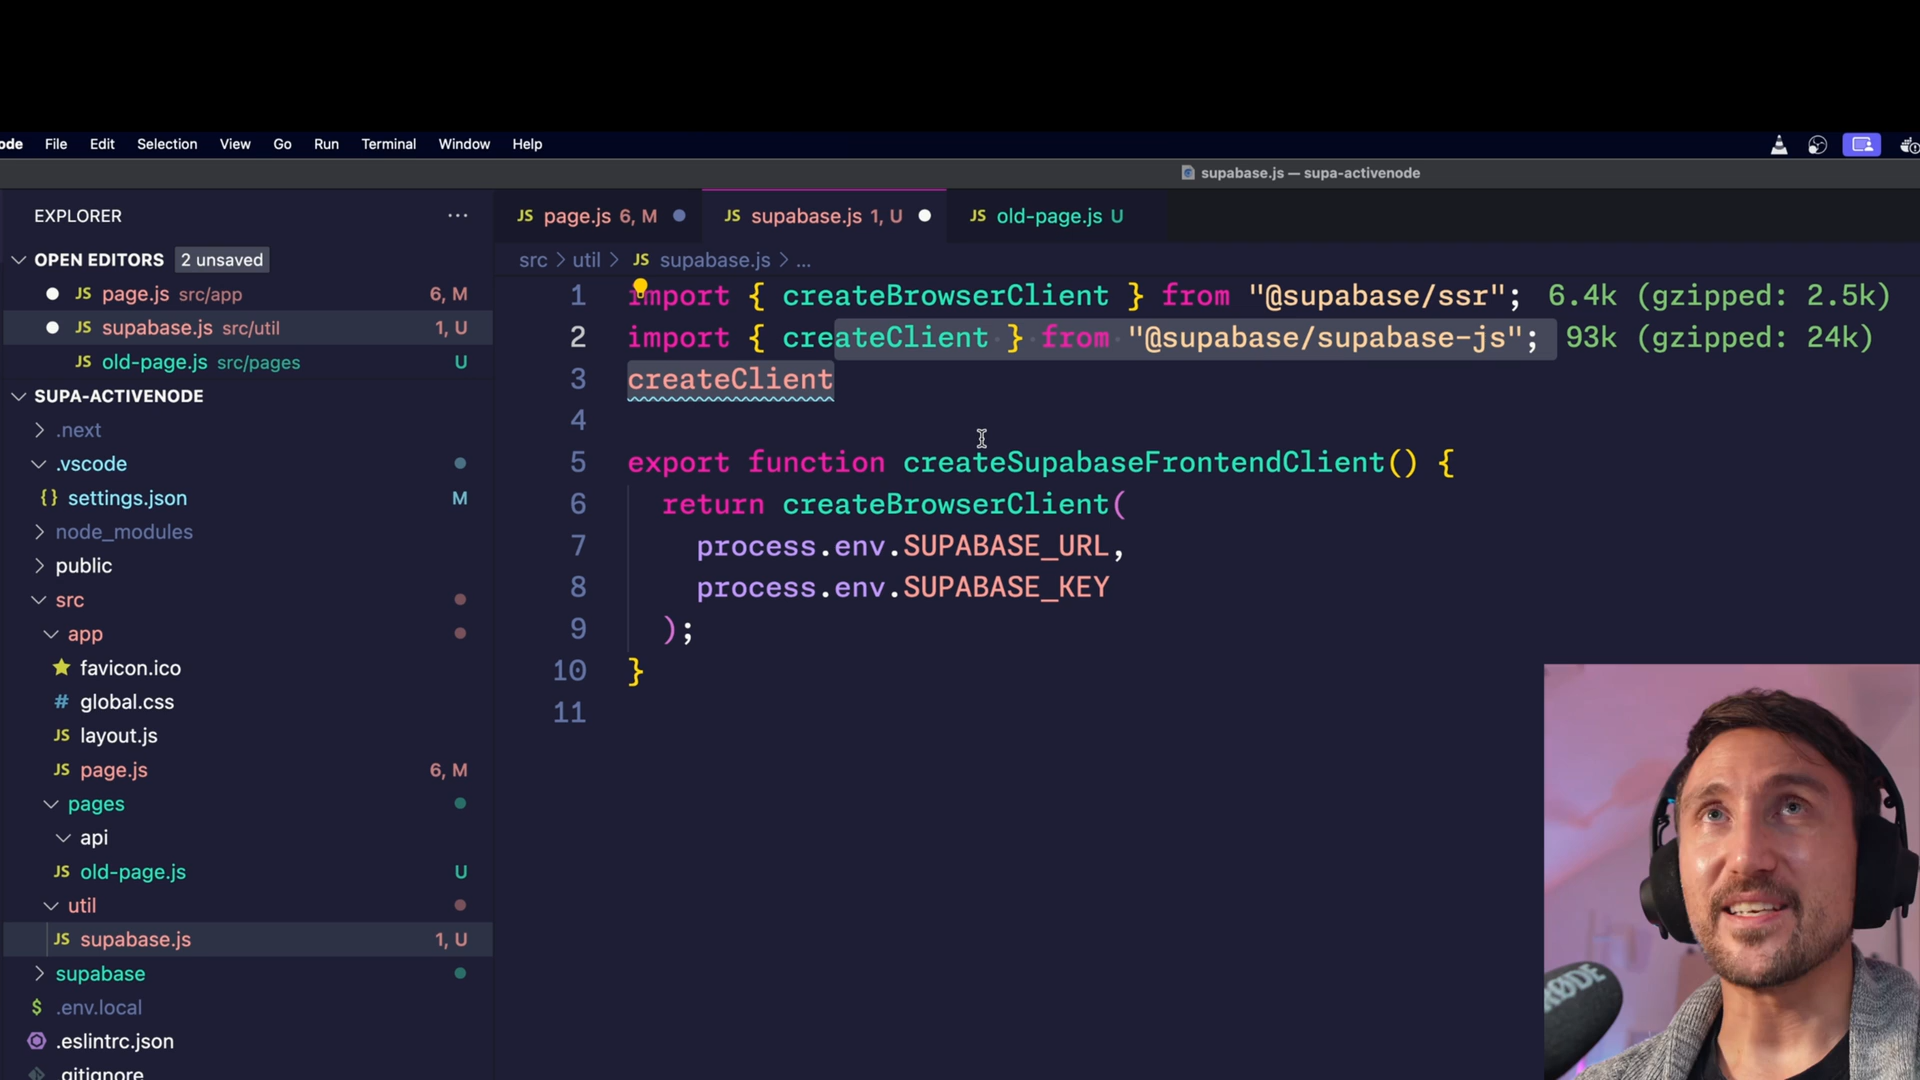 ode File Edit Selection View Go Run Terminal Window Help
supabase.js — supa-activenode
EXPLORER
JS page.js 6, M JS supabase.js 1, U JS old-page.js U
OPEN EDITORS 2 unsaved
src > util > JS supabase.js > ...
JS page.js src/app 6, M
JS supabase.js src/util 1, U
JS old-page.js src/pages U
SUPA-ACTIVENODE
.next
.vscode
{} settings.json M
node_modules
public
src
app
favicon.ico
# global.css
JS layout.js
JS page.js 6, M
pages
api
JS old-page.js U
util
JS supabase.js 1, U
supabase
$ .env.local
.eslintrc.json
.gitignore
1 import { createBrowserClient } from "@supabase/ssr"; 6.4k (gzipped: 2.5k)
2 import { createClient } from "@supabase/supabase-js"; 93k (gzipped: 24k)
3 createClient
4
5 export function createSupabaseFrontendClient() {
6 return createBrowserClient(
7 process.env.SUPABASE_URL,
8 process.env.SUPABASE_KEY
9 );
10 }
11
RØDE